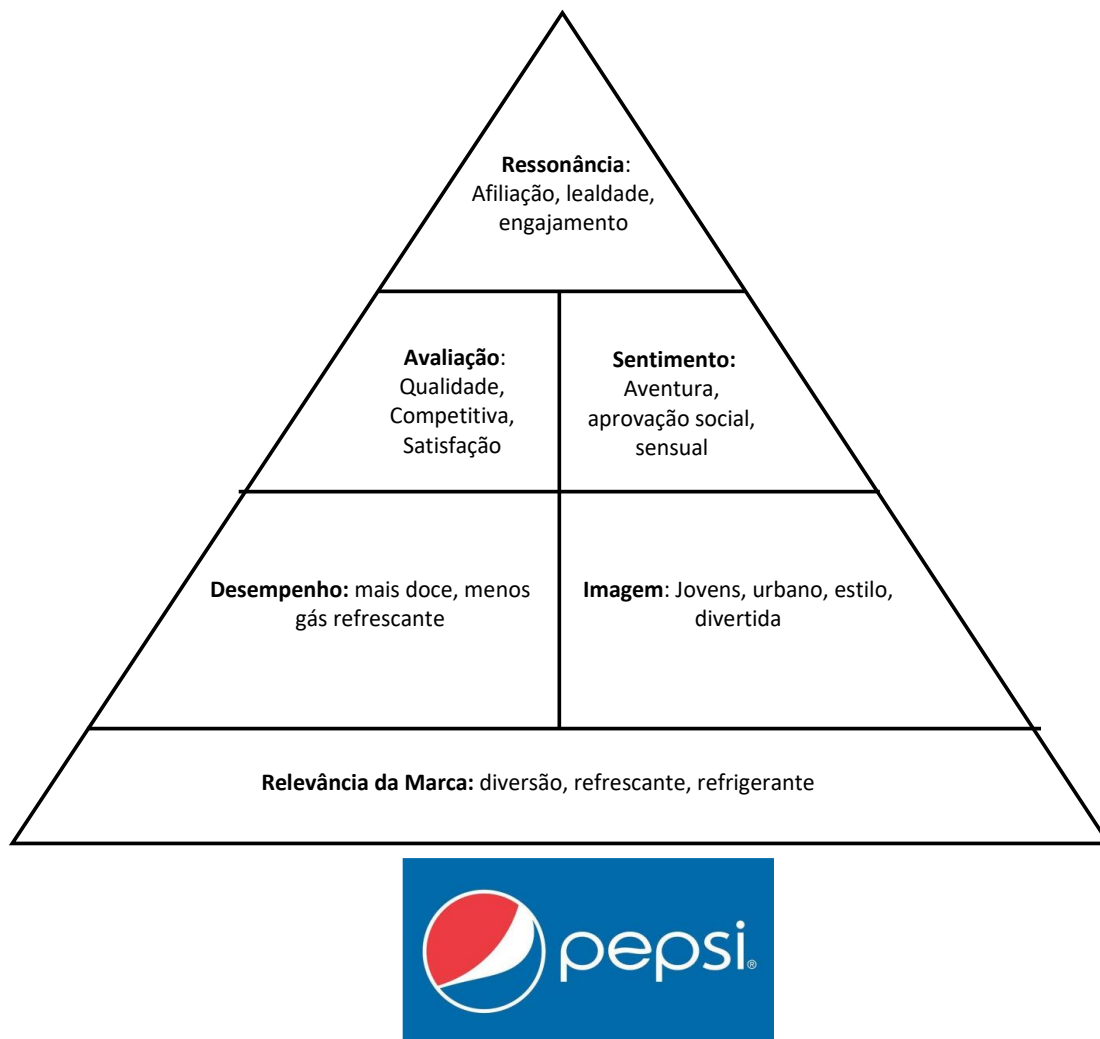 Ressonância:
Afiliação, lealdade,
engajamento
Avaliação:
Qualidade,
Competitiva,
Satisfação
Sentimento:
Aventura,
aprovação social,
sensual
Desempenho: mais doce, menos
gás refrescante
Imagem: Jovens, urbano, estilo,
divertida
Relevância da Marca: diversão, refrescante, refrigerante
pepsi®